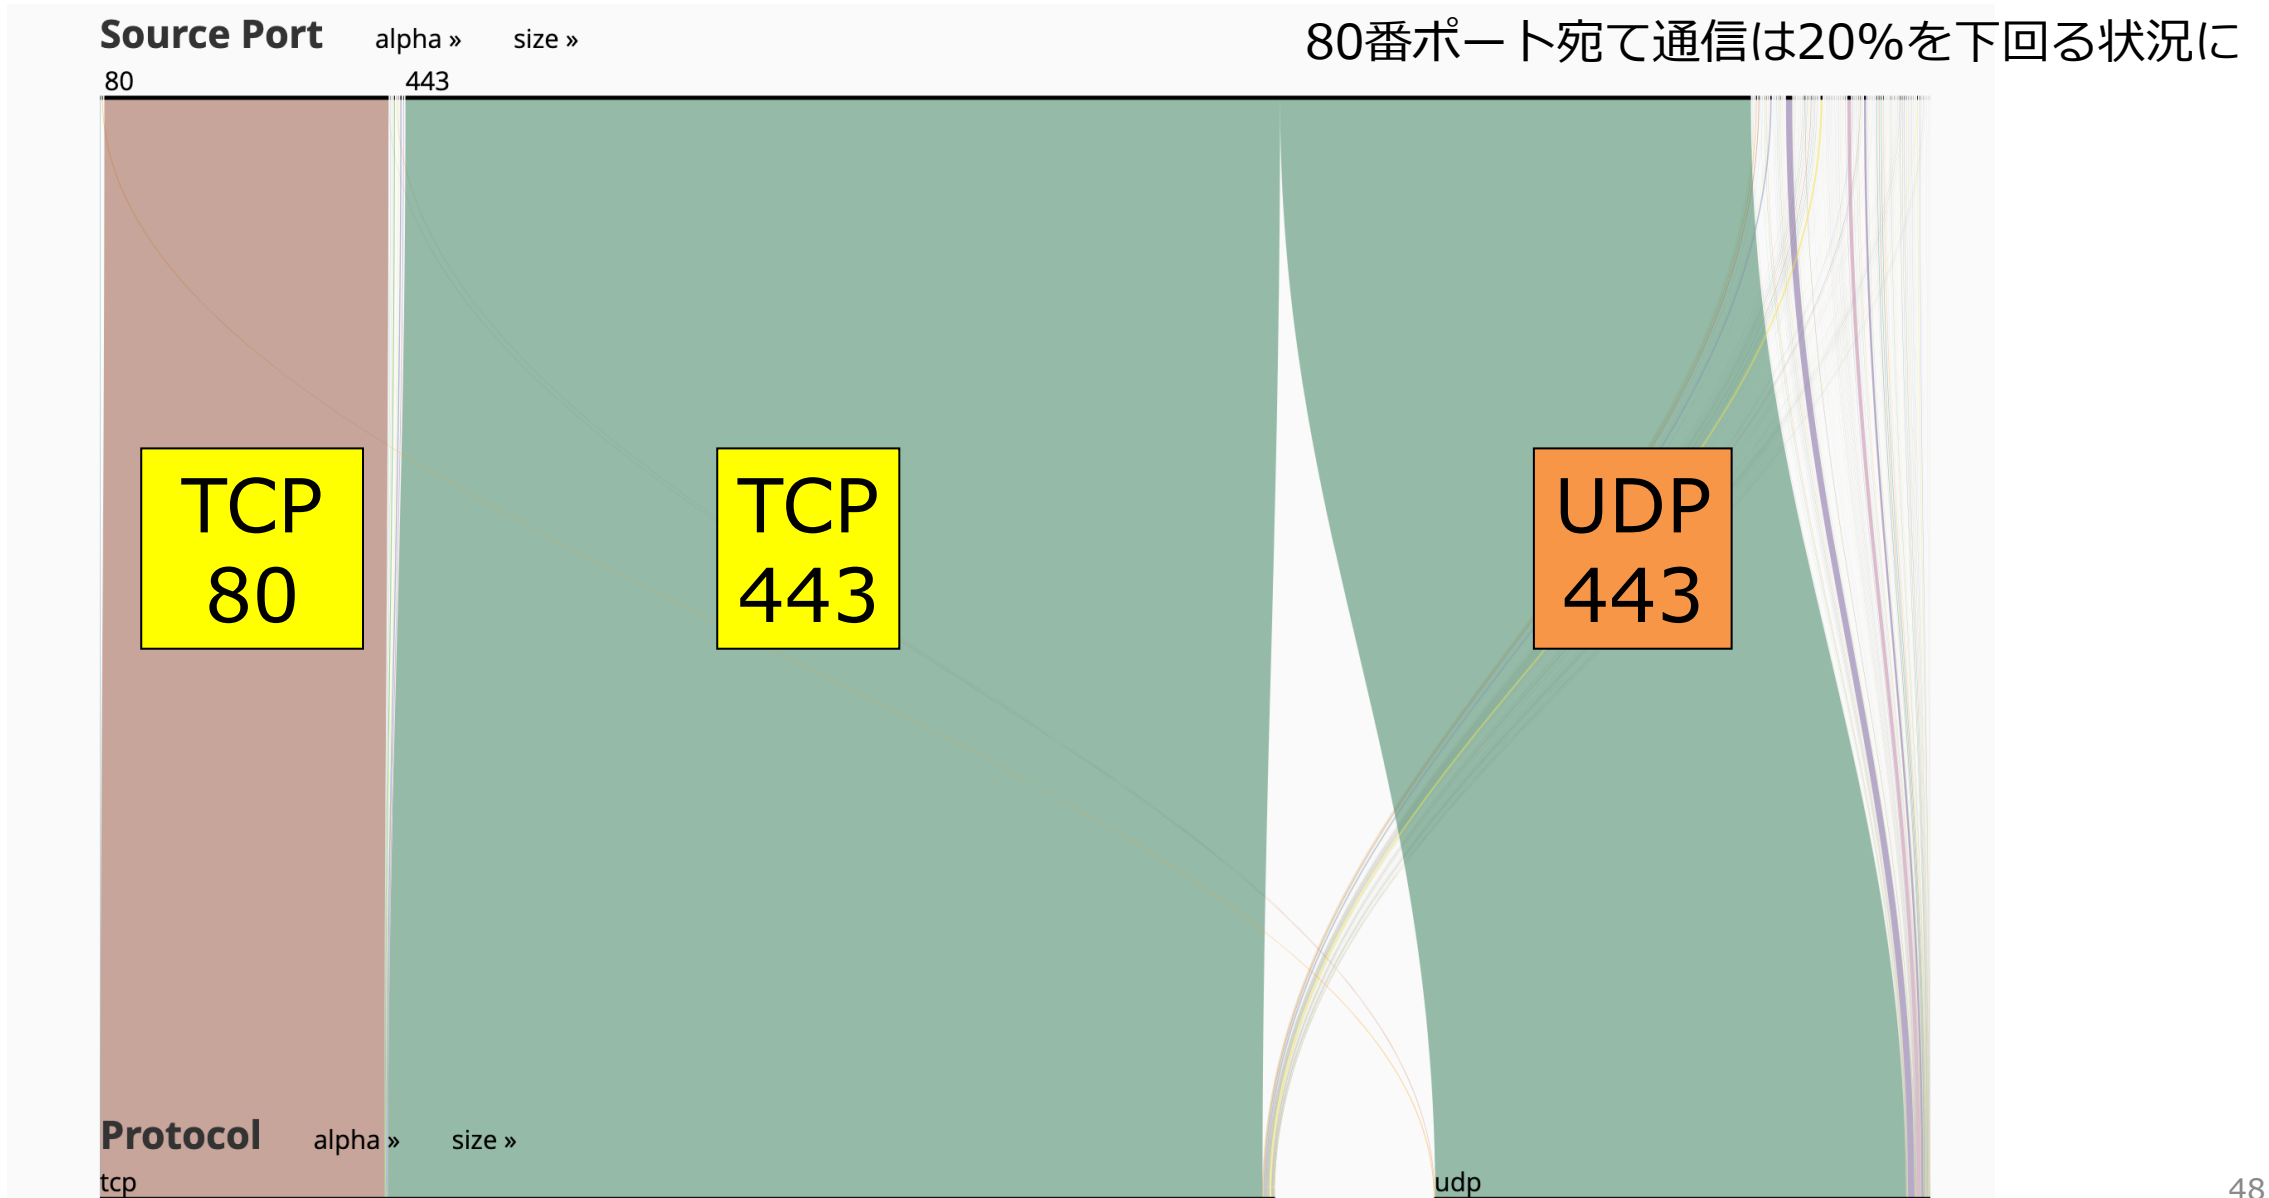 Source Port alpha » size »
80番ポート宛て通信は20%を下回る状況に
80 443
TCP
80
TCP
443
UDP
443
Protocol alpha » size »
tcp udp
48